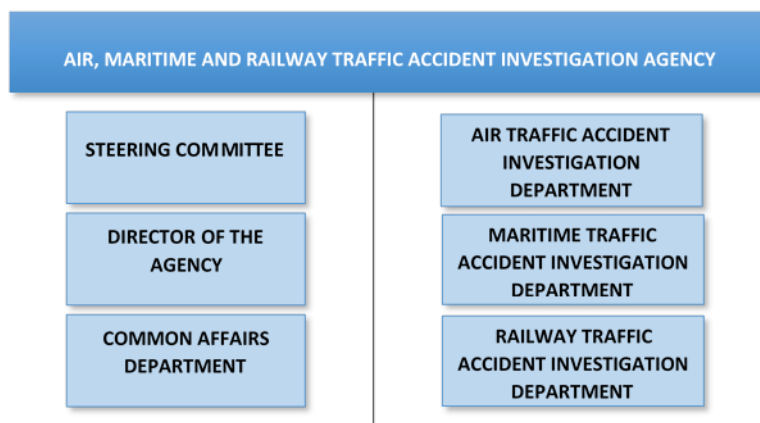 AIR, MARITIME AND RAILWAY TRAFFIC ACCIDENT INVESTIGATION AGENCY
STEERING COMMITTEE
DIRECTOR OF THE
AGENCY
COMMON AFFAIRS
DEPARTMENT
AIR TRAFFIC ACCIDENT
INVESTIGATION
DEPARTMENT
MARITIME TRAFFIC
ACCIDENT INVESTIGATION
DEPARTMENT
RAILWAY TRAFFIC
ACCIDENT INVESTIGATION
DEPARTMENT